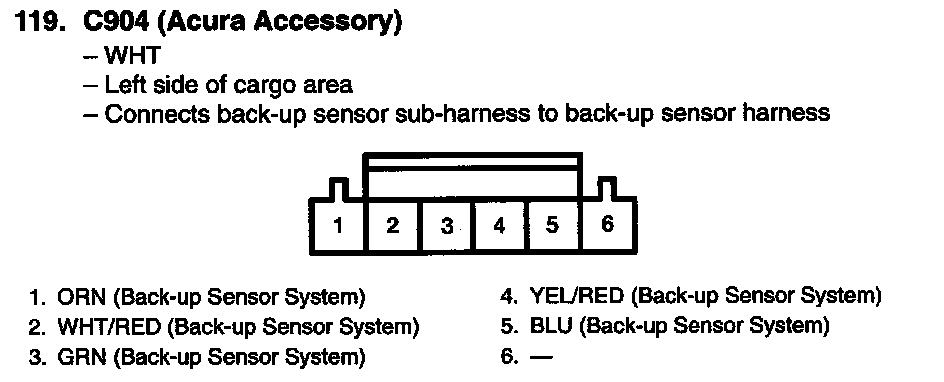 119. C904 (Acura Accessory)
– WHT
– Left side of cargo area
– Connects back-up sensor sub-harness to back-up sensor harness
1 2 3 4 5 6
1. ORN (Back-up Sensor System)
2. WHT/RED (Back-up Sensor System)
3. GRN (Back-up Sensor System)
4. YEL/RED (Back-up Sensor System)
5. BLU (Back-up Sensor System)
6. —